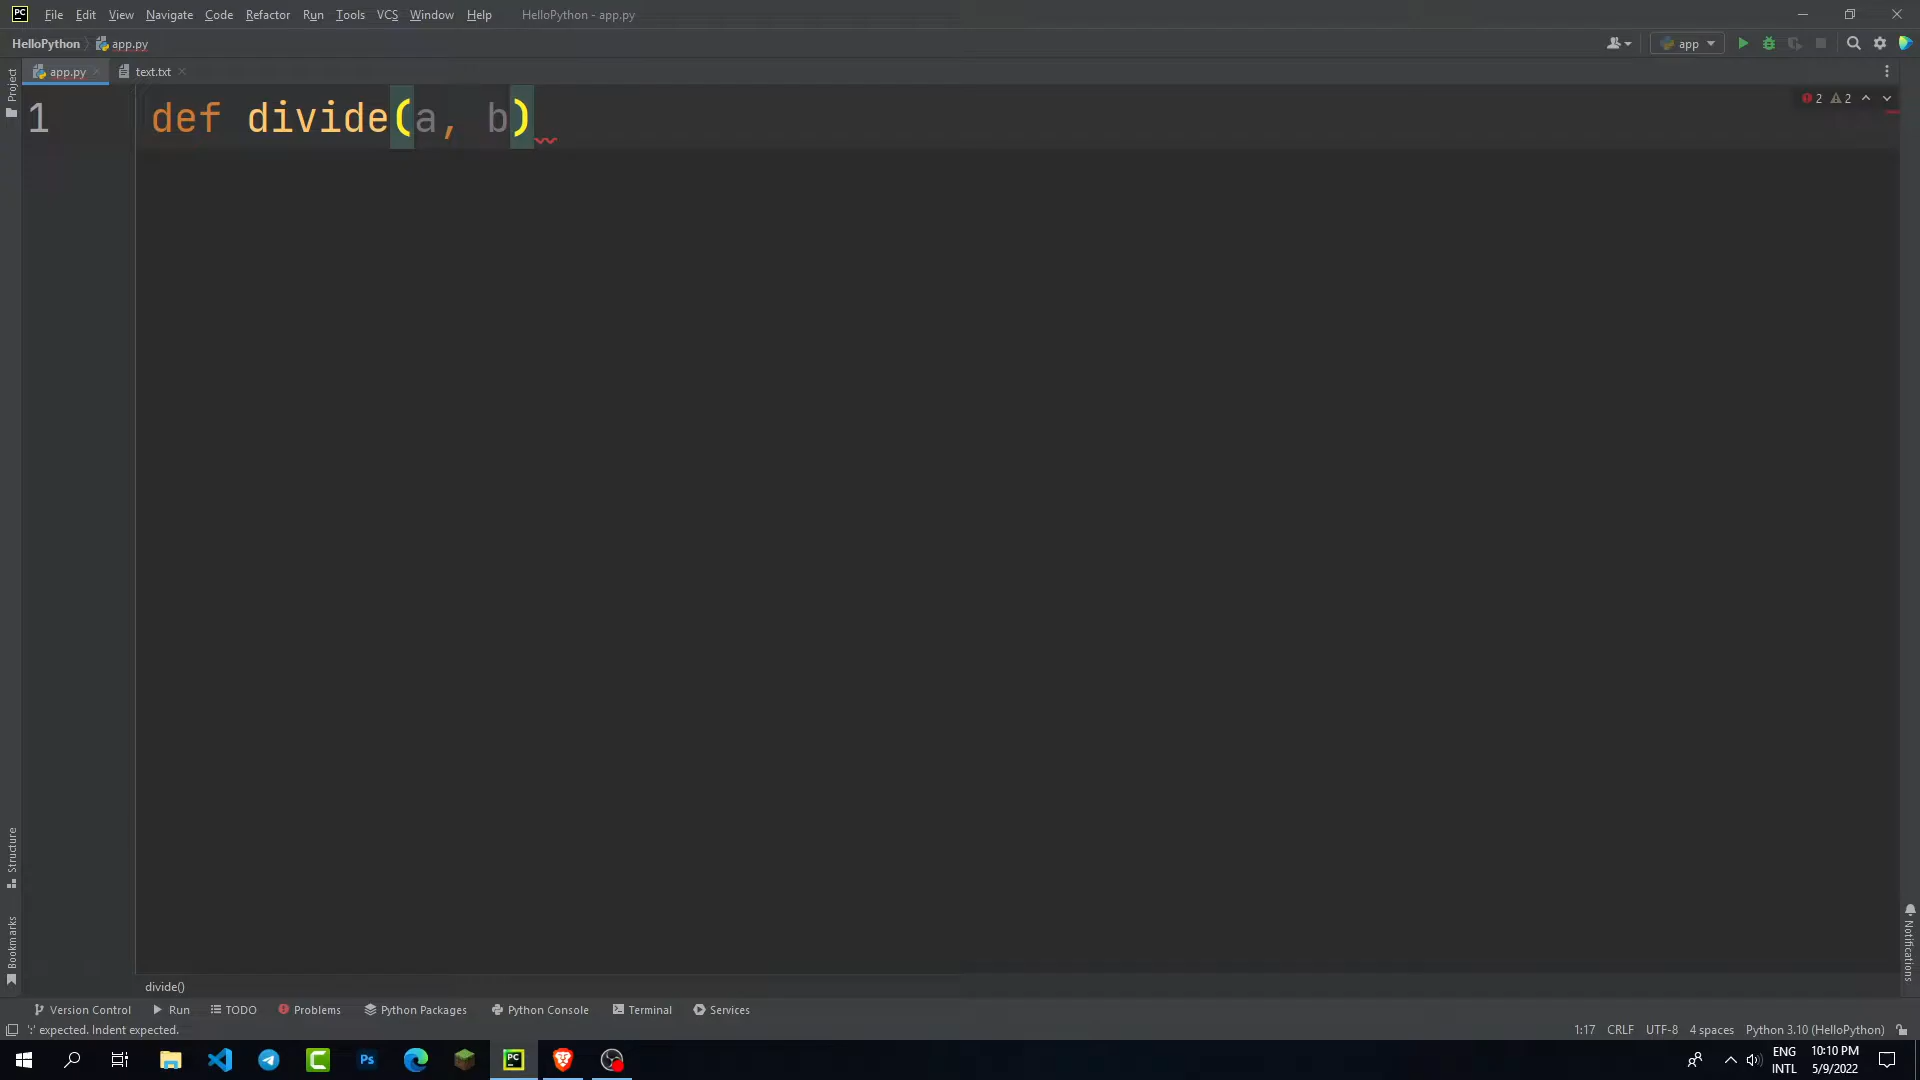 PC File Edit View Navigate Code Refactor Run Tools VCS Window Help HelloPython - app.py
HelloPython app.py app
app.py text.txt
Project
1 def divide(a, b)
2 2
Structure
Bookmarks
Notifications
divide()
Version Control Run TODO Problems Python Packages Python Console Terminal Services
':' expected. Indent expected. 1:17 CRLF UTF-8 4 spaces Python 3.10 (HelloPython)
Ps PC ENG 10:10 PM
INTL 5/9/2022